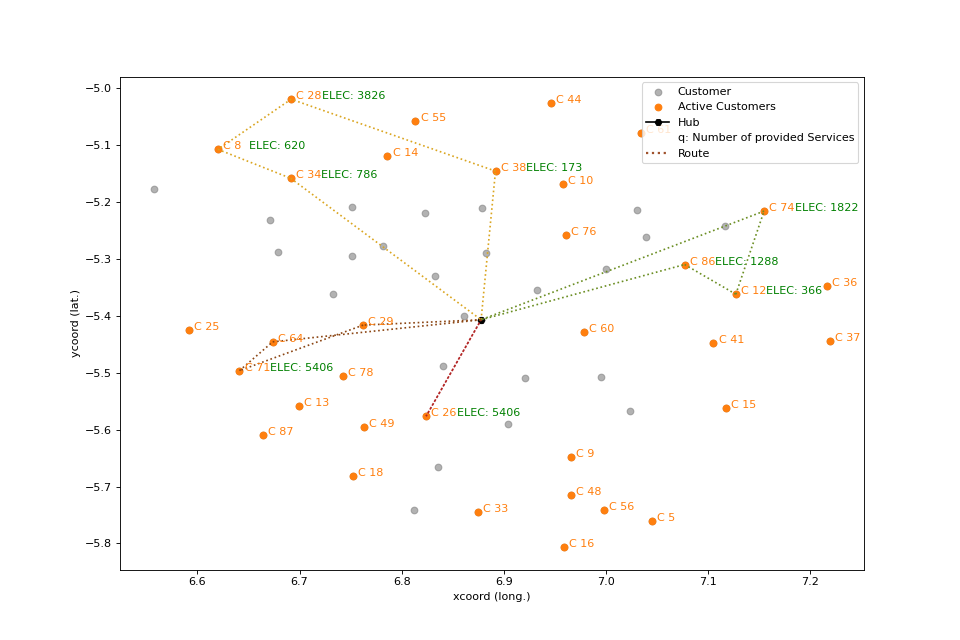 C 28 ELEC: 3826
C 44
C 55
Customer
Active Customers
Hub
q: Number of provided Services
Route
C 8 ELEC: 620
C 14
C 34 ELEC: 786
C 38 ELEC: 173
C 10
C 74 ELEC: 1822
C 76
C 86 ELEC: 1288
C 12 ELEC: 366
C 36
C 25
C 29
C 64
C 60
C 41
C 37
C 71 ELEC: 5406
C 78
C 13
C 26 ELEC: 5406
C 15
C 87
C 49
C 18
C 9
C 48
C 33
C 56
C 5
C 16
−5.0
−5.1
−5.2
−5.3
−5.4
−5.5
−5.6
−5.7
−5.8
ycoord (lat.)
6.6 6.7 6.8 6.9 7.0 7.1 7.2
xcoord (long.)